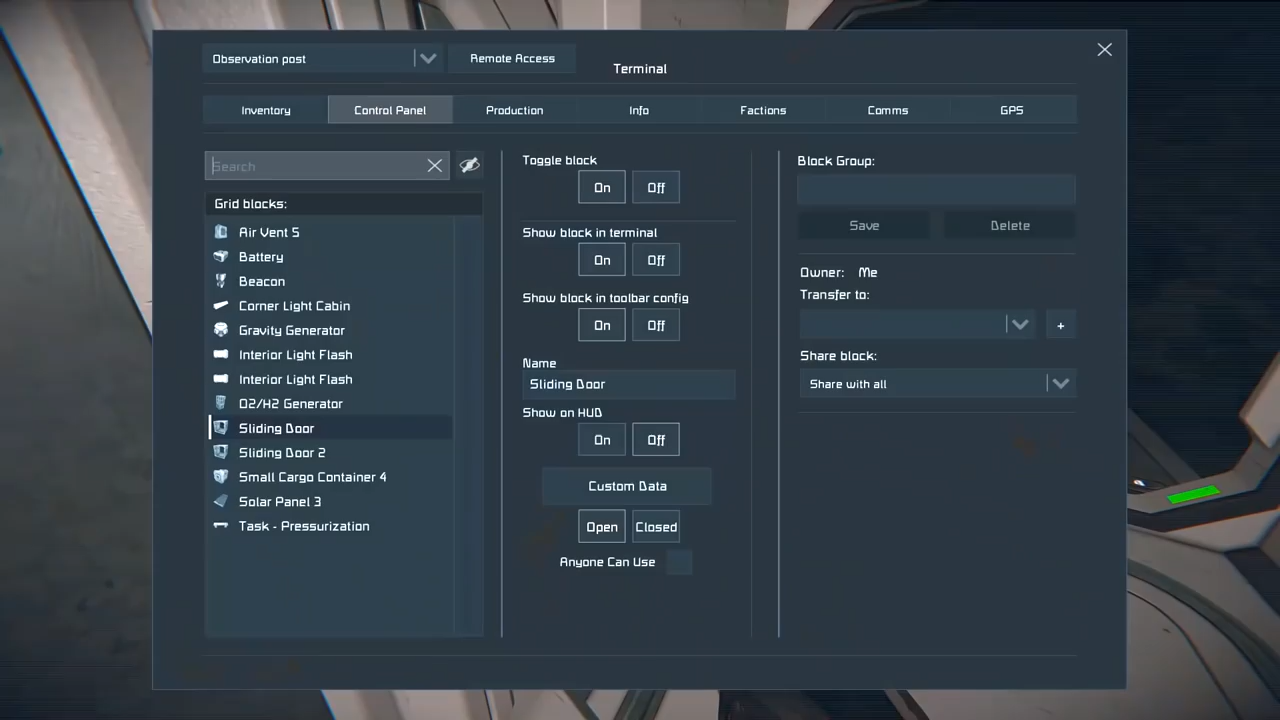 Observation post
Remote Access
Terminal
Inventory
Control Panel
Production
Info
Factions
Comms
GPS
Search
Grid blocks:
Air Vent 5
Battery
Beacon
Corner Light Cabin
Gravity Generator
Interior Light Flash
Interior Light Flash
O2/H2 Generator
Sliding Door
Sliding Door 2
Small Cargo Container 4
Solar Panel 3
Task - Pressurization
Toggle block
On Off
Show block in terminal
On Off
Show block in toolbar config
On Off
Name
Sliding Door
Show on HUD
On Off
Custom Data
Open Closed
Anyone Can Use
Block Group:
Save Delete
Owner: Me
Transfer to:
+
Share block:
Share with all